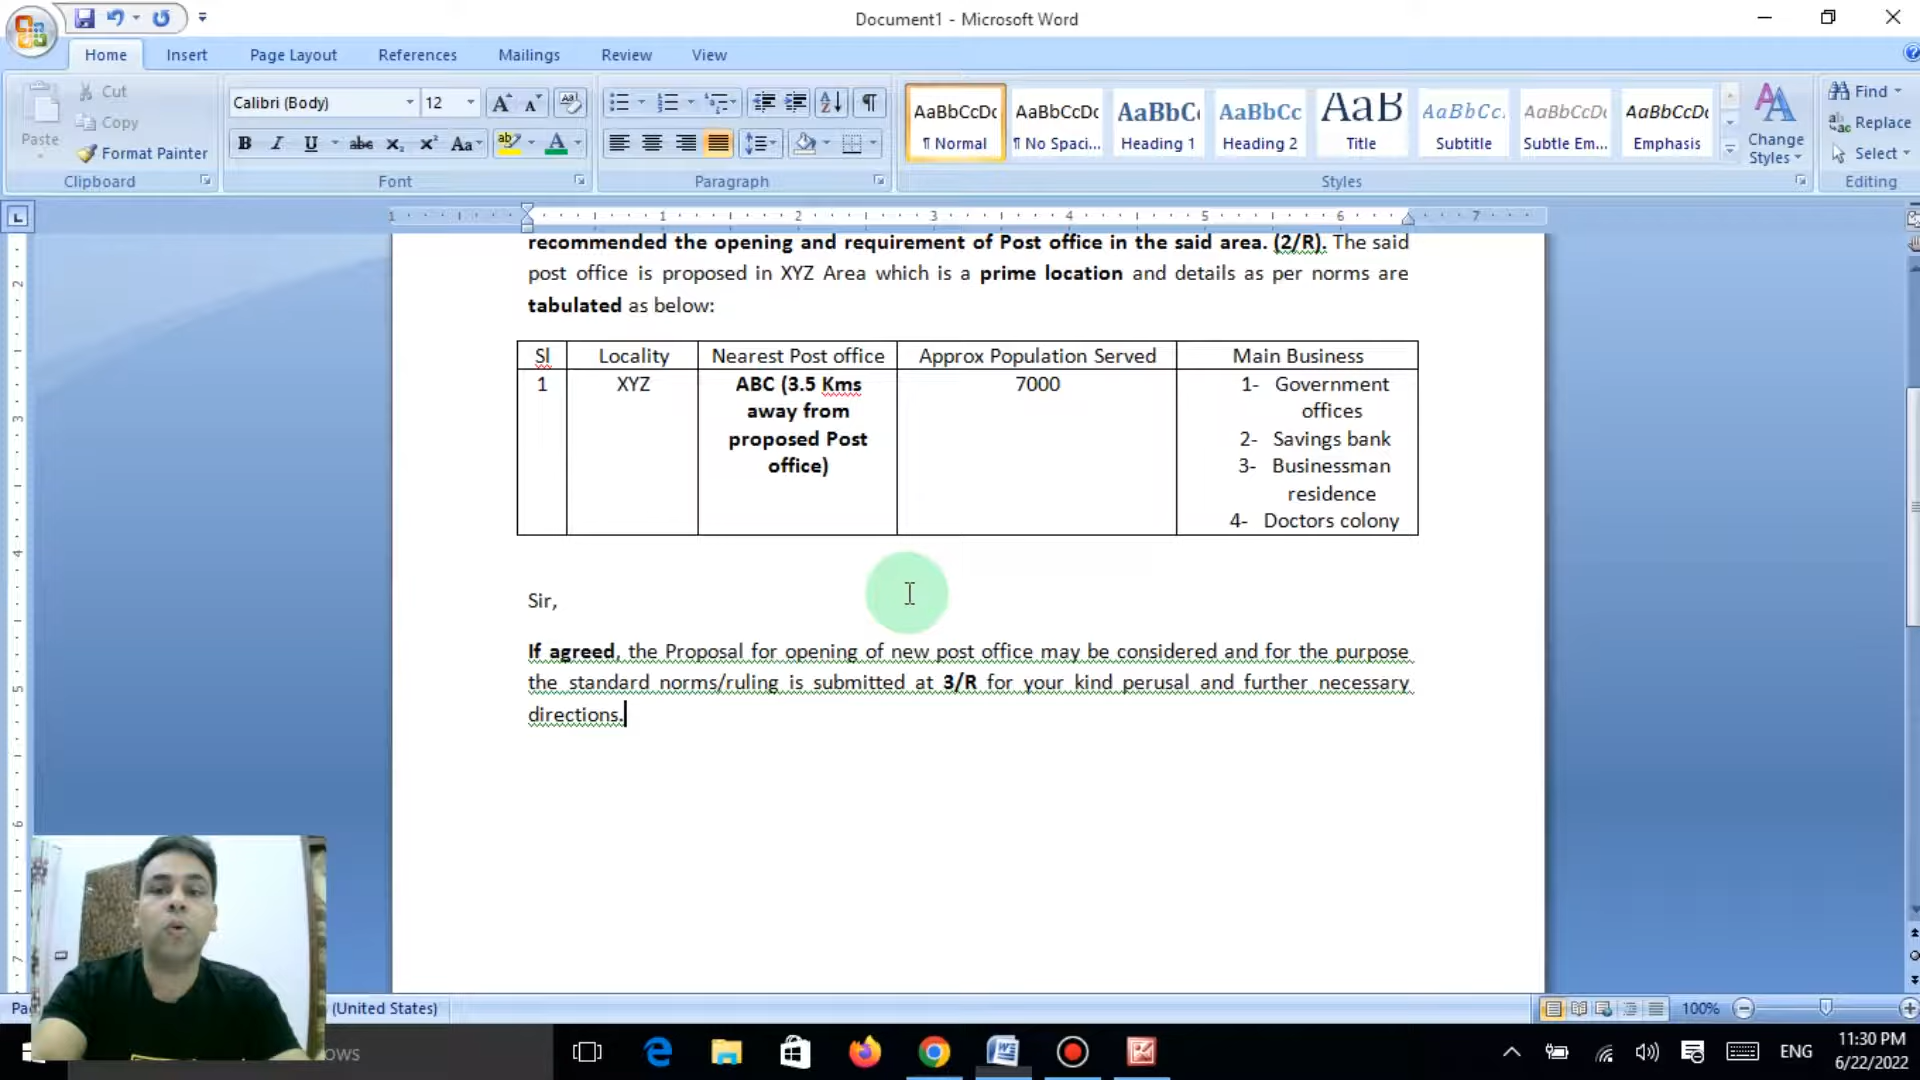 Document1 - Microsoft Word
Home Insert Page Layout References Mailings Review View
Paste
Cut
Copy
Format Painter
Clipboard
Calibri (Body) 12
Font
Paragraph
AaBbCcDc AaBbCcDc AaBbC AaBbCc AaB AaBbCc. AaBbCcDc AaBbCcDc
¶ Normal ¶ No Spaci... Heading 1 Heading 2 Title Subtitle Subtle Em... Emphasis
Change Styles
Styles
Find
Replace
Select
Editing
1 1 2 3 4 5 6 7
recommended the opening and requirement of Post office in the said area. (2/R). The said
post office is proposed in XYZ Area which is a prime location and details as per norms are
tabulated as below:
Sl Locality Nearest Post office Approx Population Served Main Business
1 XYZ ABC (3.5 Kms 7000 1- Government
away from offices
proposed Post 2- Savings bank
office) 3- Businessman
residence
4- Doctors colony
Sir,
If agreed, the Proposal for opening of new post office may be considered and for the purpose
the standard norms/ruling is submitted at 3/R for your kind perusal and further necessary
directions.
(United States)
100%
ENG
11:30 PM
6/22/2022